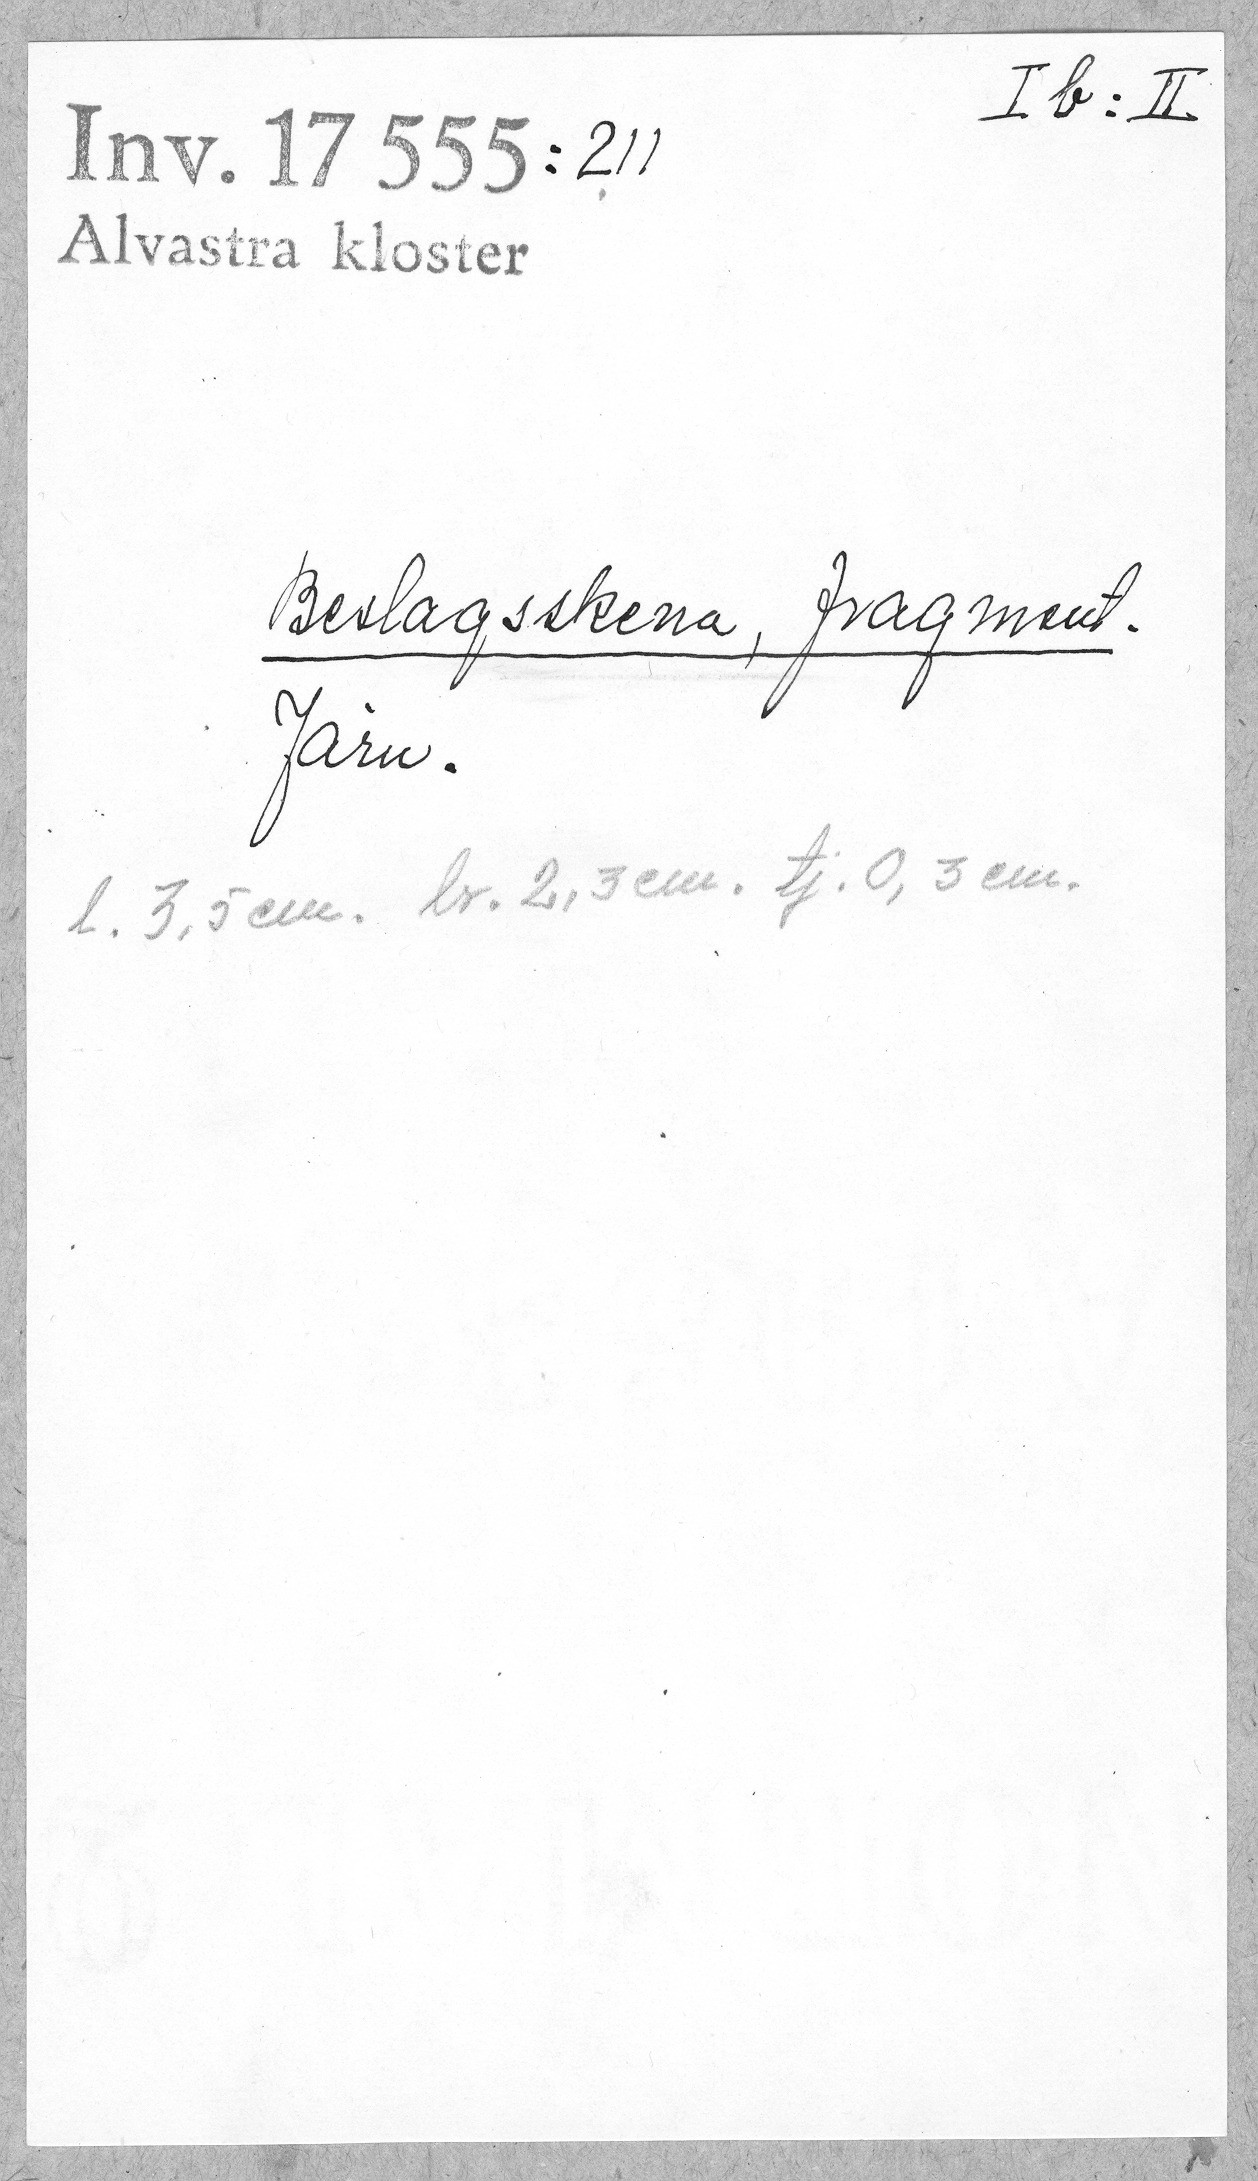 Ib:II
Inv. 17 555:211
Alvastra kloster
Beslagsskena, fragment.
Järn.
l. 3,5 cm. br. 2,3 cm. tj. 0,3 cm.